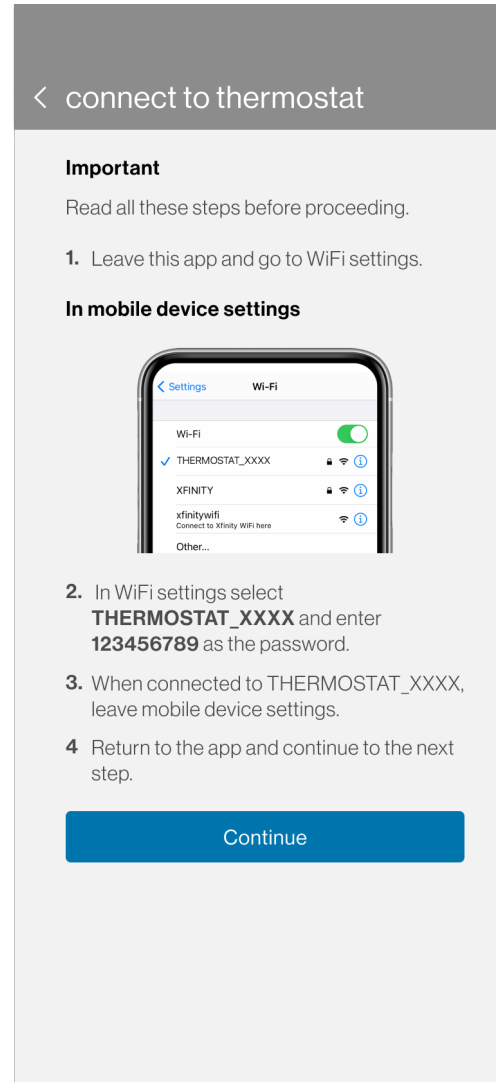 connect to thermostat
Important
Read all these steps before proceeding.
1. Leave this app and go to WiFi settings.
In mobile device settings
Settings Wi-Fi
Wi-Fi
THERMOSTAT_XXXX
XFINITY
xfinitywifi
Connect to Xfinity WiFi here
Other...
2. In WiFi settings select
THERMOSTAT_XXXX and enter
123456789 as the password.
3. When connected to THERMOSTAT_XXXX,
leave mobile device settings.
4 Return to the app and continue to the next
step.
Continue